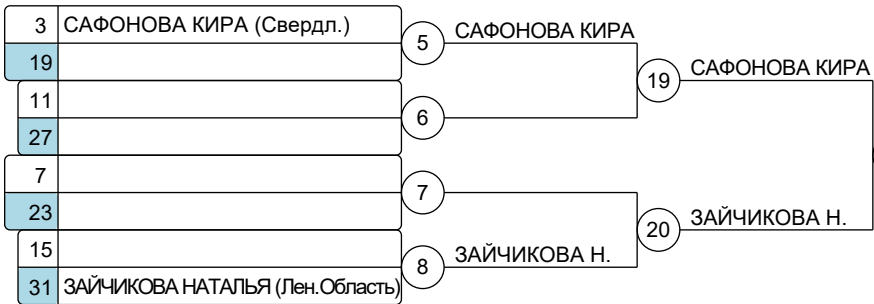 3 САФОНОВА КИРА (Свердл.)
5 САФОНОВА КИРА
19
19 САФОНОВА КИРА
11
6
27
7
7
23
20 ЗАЙЧИКОВА Н.
15
8 ЗАЙЧИКОВА Н.
31 ЗАЙЧИКОВА НАТАЛЬЯ (Лен.Область)